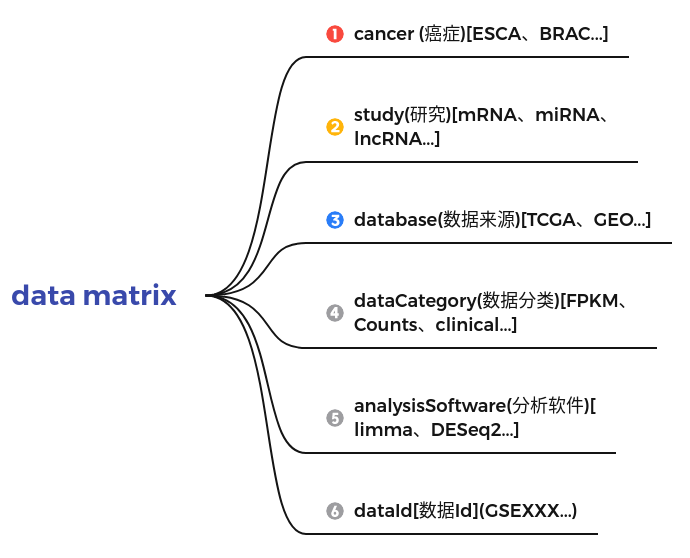 1 cancer (癌症)[ESCA、BRAC...]
2 study(研究)[mRNA、miRNA、
lncRNA...]
3 database(数据来源)[TCGA、GEO...]
data matrix
4 dataCategory(数据分类)[FPKM、
Counts、clinical...]
5 analysisSoftware(分析软件)[
limma、DESeq2...]
6 dataId[数据Id](GSEXXX...)